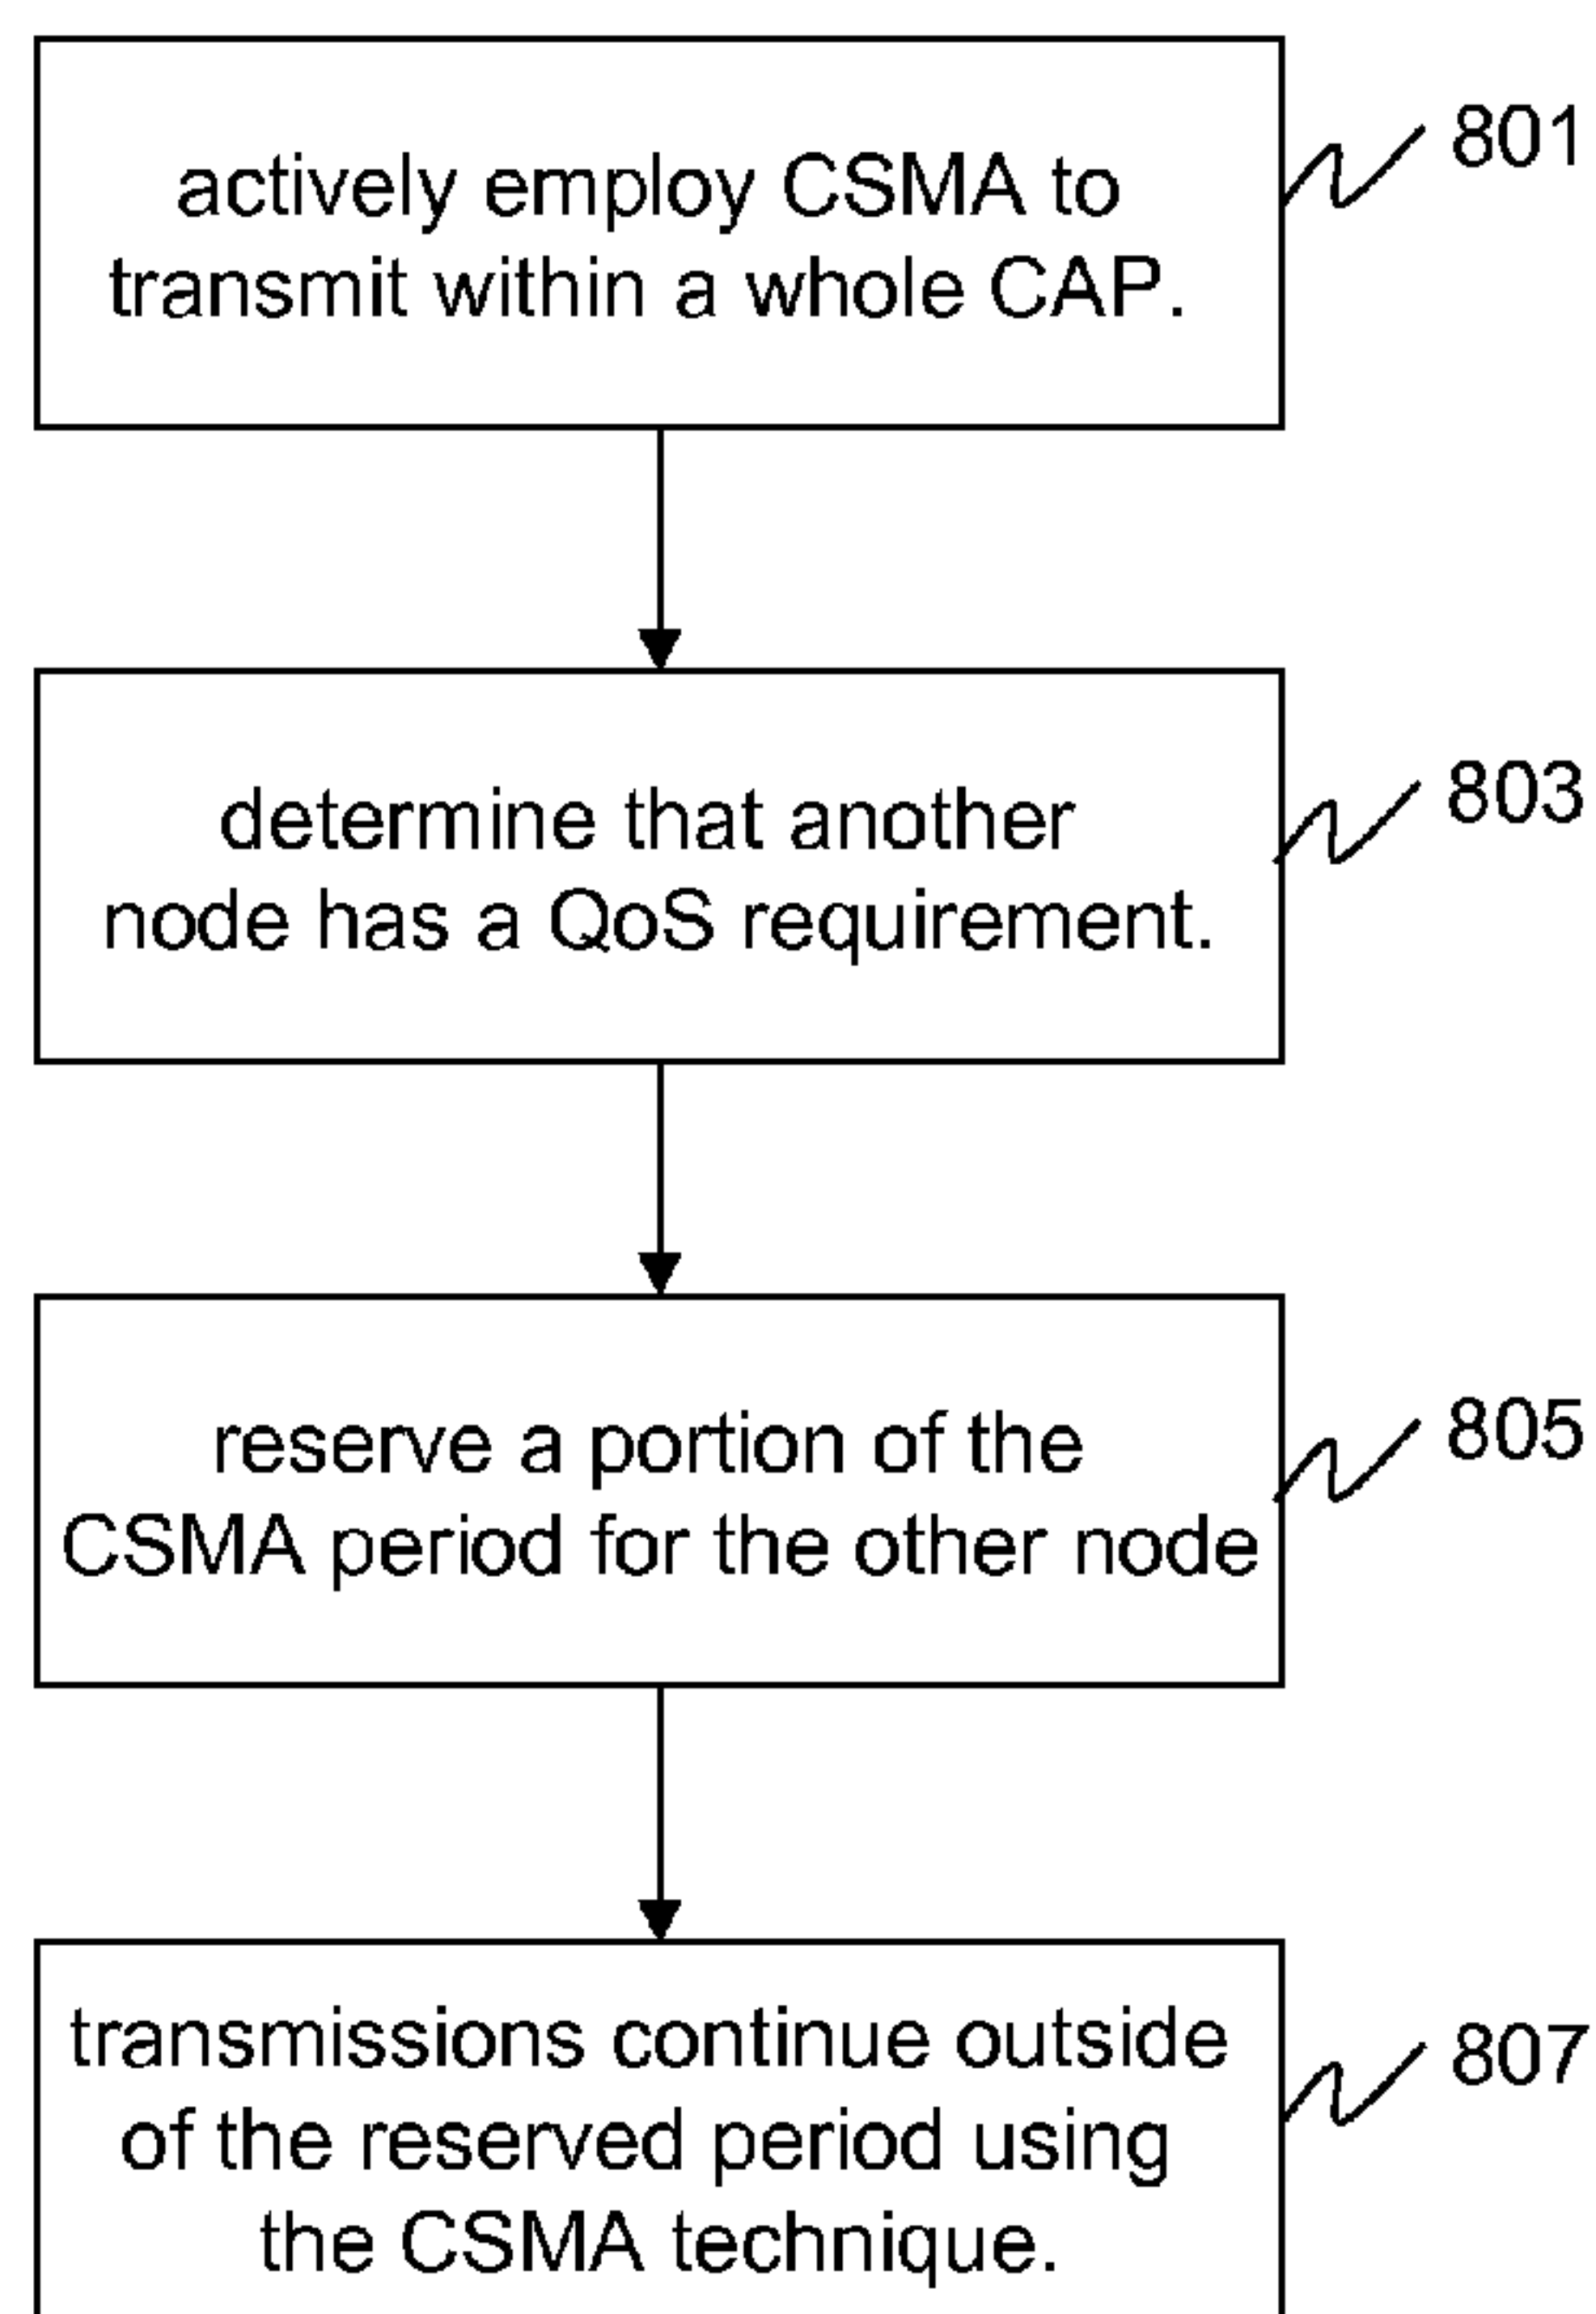 actively employ CSMA to
transmit within a whole CAP.
801
determine that another
node has a QoS requirement.
803
reserve a portion of the
CSMA period for the other node
805
transmissions continue outside
of the reserved period using
the CSMA technique.
807